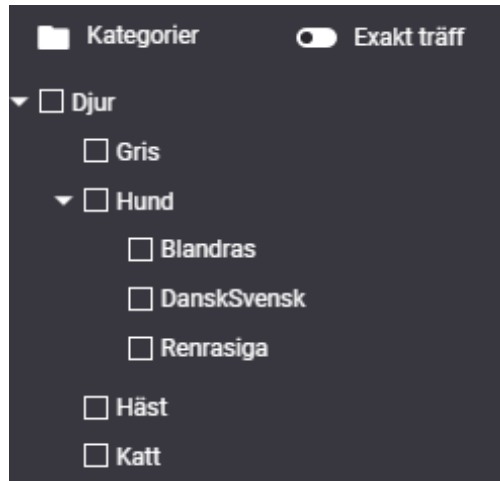 Kategorier Exakt träff
Djur
Gris
Hund
Blandras
DanskSvensk
Renrasiga
Häst
Katt